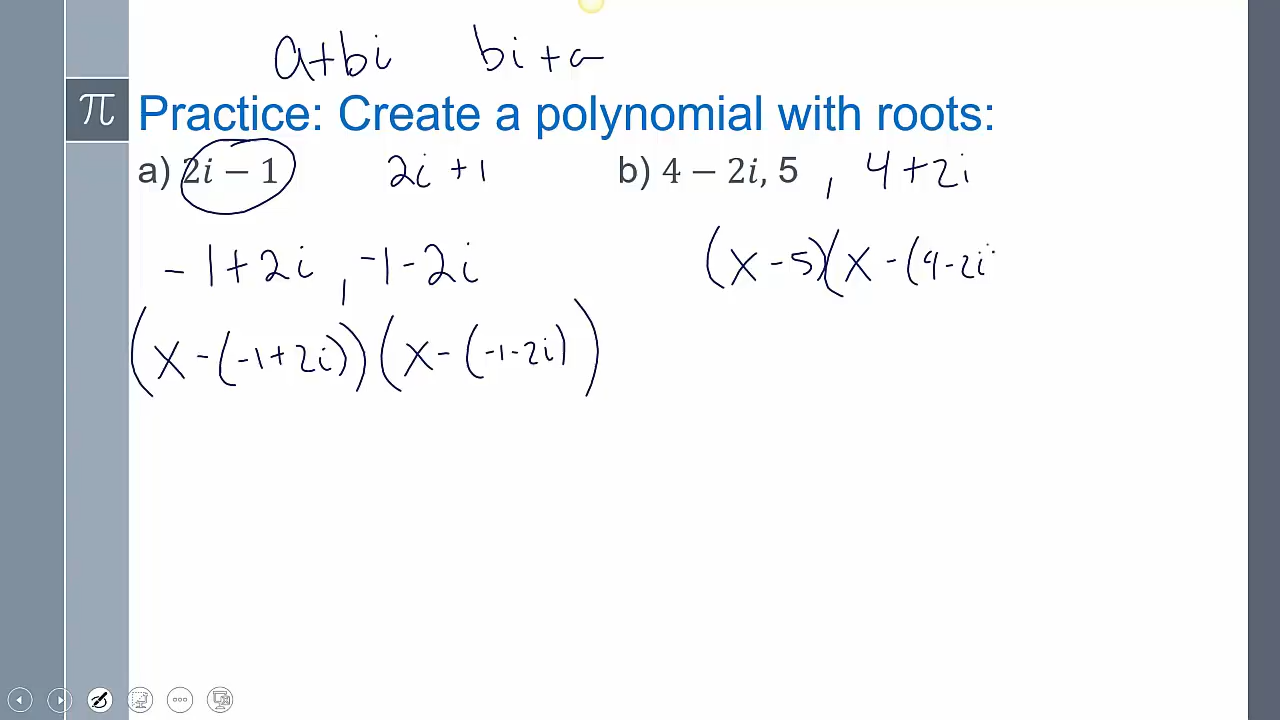 a+bi bi+a
π Practice: Create a polynomial with roots:
a) 2i − 1 2i + 1 b) 4 − 2i, 5 , 4+2i
-1+2i , -1-2i
(x-5)(x-(4-2i
(x-(-1+2i))(x-(-1-2i))